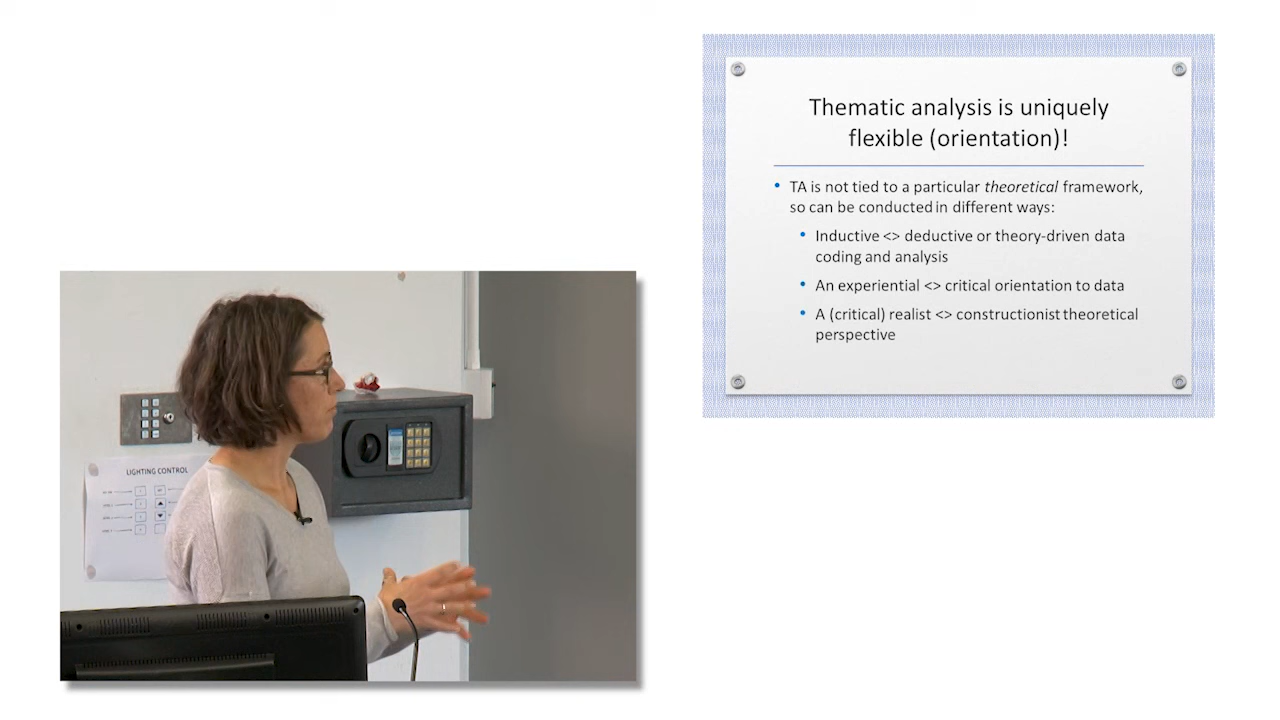 Thematic analysis is uniquely
flexible (orientation)!
• TA is not tied to a particular theoretical framework,
so can be conducted in different ways:
• Inductive <> deductive or theory-driven data
coding and analysis
• An experiential <> critical orientation to data
• A (critical) realist <> constructionist theoretical
perspective
LIGHTING CONTROL